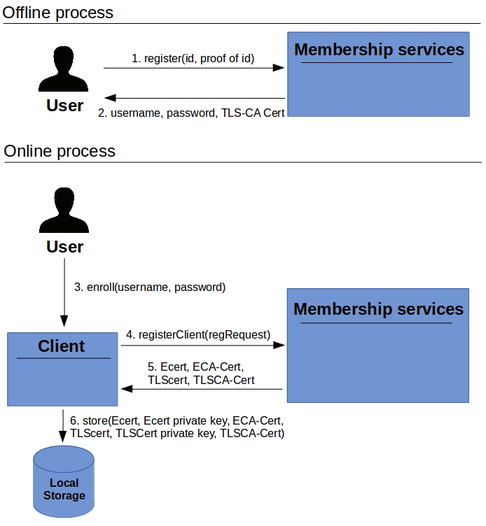 Offline process
1. register(id, proof of id)
Membership services
User
2. username, password, TLS-CA Cert
Online process
User
3. enroll(username, password)
Membership services
Client
4. registerClient(regRequest)
5. Ecert, ECA-Cert,
TLScert, TLSCA-Cert
6. store(Ecert, Ecert private key, ECA-Cert,
TLScert, TLSCert private key, TLSCA-Cert)
Local
Storage